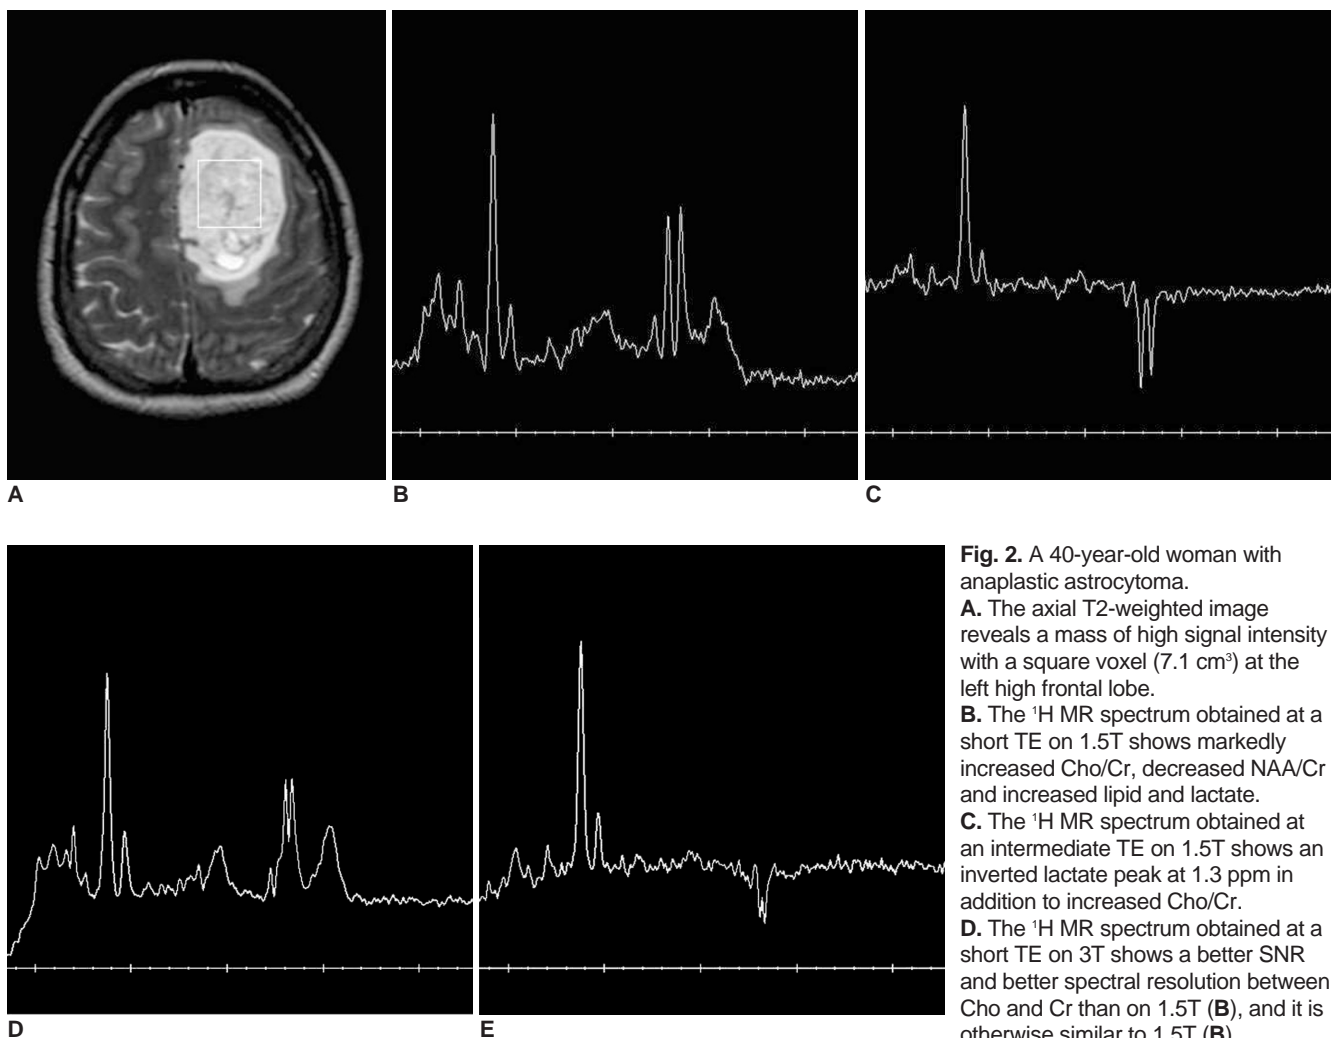 A
B
C
D
E
Fig. 2. A 40-year-old woman with
anaplastic astrocytoma.
A. The axial T2-weighted image
reveals a mass of high signal intensity
with a square voxel (7.1 cm³) at the
left high frontal lobe.
B. The ¹H MR spectrum obtained at a
short TE on 1.5T shows markedly
increased Cho/Cr, decreased NAA/Cr
and increased lipid and lactate.
C. The ¹H MR spectrum obtained at
an intermediate TE on 1.5T shows an
inverted lactate peak at 1.3 ppm in
addition to increased Cho/Cr.
D. The ¹H MR spectrum obtained at a
short TE on 3T shows a better SNR
and better spectral resolution between
Cho and Cr than on 1.5T (B), and it is
otherwise similar to 1.5T (B)